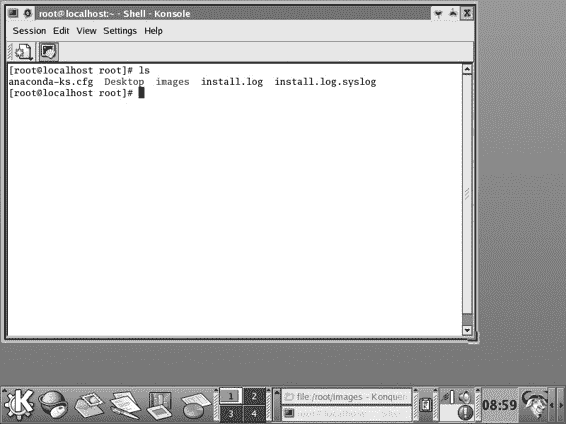 root@localhost:~ - Shell - Konsole
Session Edit View Settings Help
[root@localhost root]# ls
anaconda-ks.cfg Desktop images install.log install.log.syslog
[root@localhost root]#
1 2
3 4
file:/root/images - Konquer
08:59